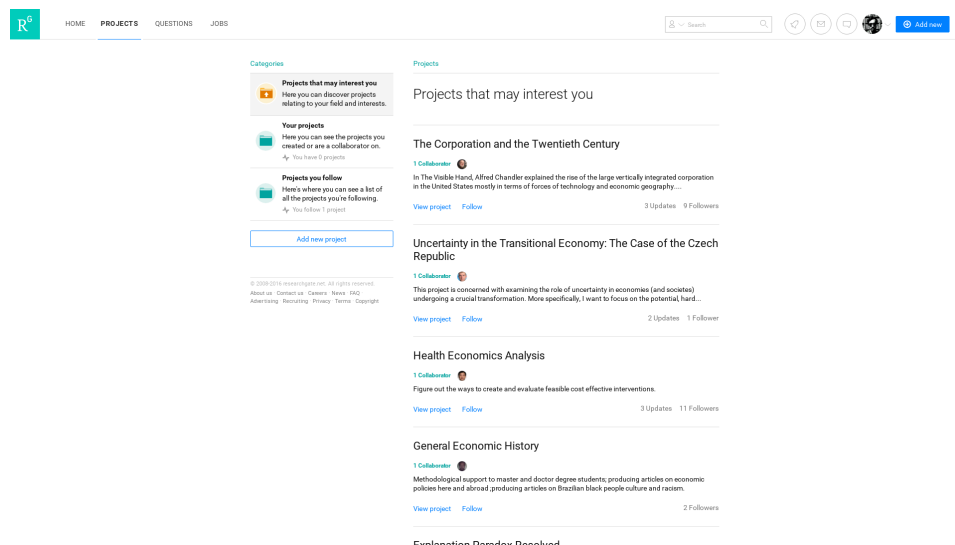 RG
HOME PROJECTS QUESTIONS JOBS
Search
Add new
Categories
Projects that may interest you
Here you can discover projects
relating to your field and interests.
Your projects
Here you can see the projects you
created or are a collaborator on.
You have 0 projects
Projects you follow
Here's where you can see a list of
all the projects you're following.
You follow 1 project
Add new project
© 2008-2016 researchgate.net. All rights reserved.
About us · Contact us · Careers · News · FAQ
Advertising · Recruiting · Privacy · Terms · Copyright
Projects
Projects that may interest you
The Corporation and the Twentieth Century
1 Collaborator
In The Visible Hand, Alfred Chandler explained the rise of the large vertically integrated corporation
in the United States mostly in terms of forces of technology and economic geography....
View project Follow 3 Updates 9 Followers
Uncertainty in the Transitional Economy: The Case of the Czech
Republic
1 Collaborator
This project is concerned with examining the role of uncertainty in economies (and societies)
undergoing a crucial transformation. More specifically, I want to focus on the potential, hard...
View project Follow 2 Updates 1 Follower
Health Economics Analysis
1 Collaborator
Figure out the ways to create and evaluate feasible cost effective interventions.
View project Follow 3 Updates 11 Followers
General Economic History
1 Collaborator
Methodological support to master and doctor degree students; producing articles on economic
policies here and abroad ;producing articles on Brazilian black people culture and racism.
View project Follow 2 Followers
Explanation Paradox Resolved